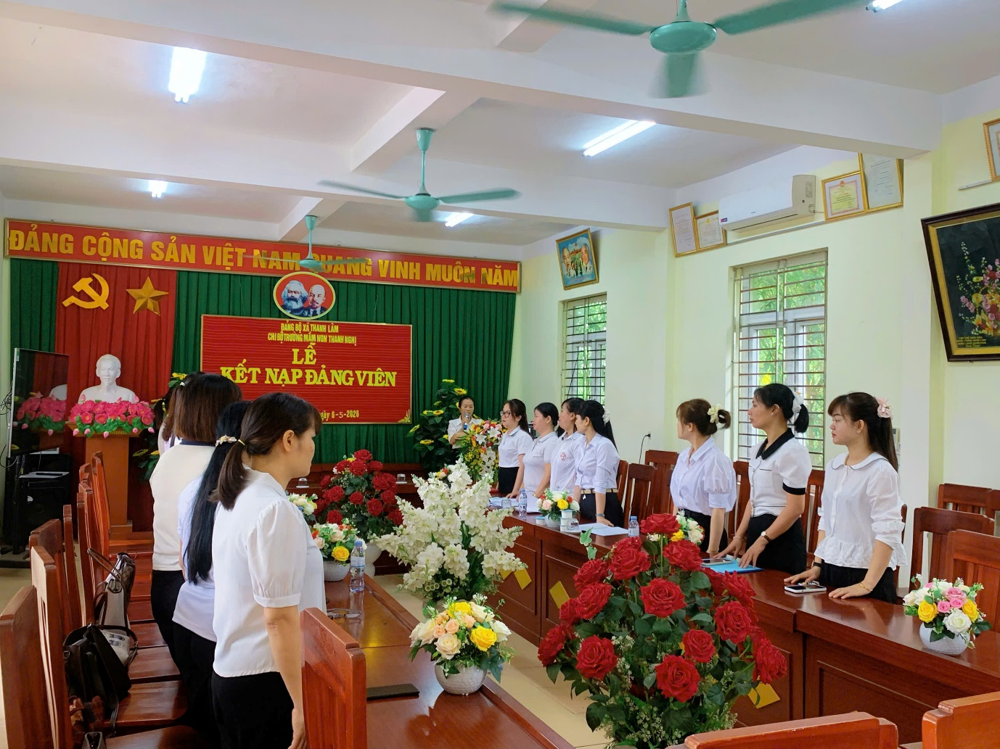 ĐẢNG CỘNG SẢN VIỆT NAM QUANG VINH MUÔN NĂM
ĐẢNG BỘ XÃ THANH LÂM
CHI BỘ TRƯỜNG MẦM NON THANH NGHỊ
LỄ
KẾT NẠP ĐẢNG VIÊN
6-5-2026